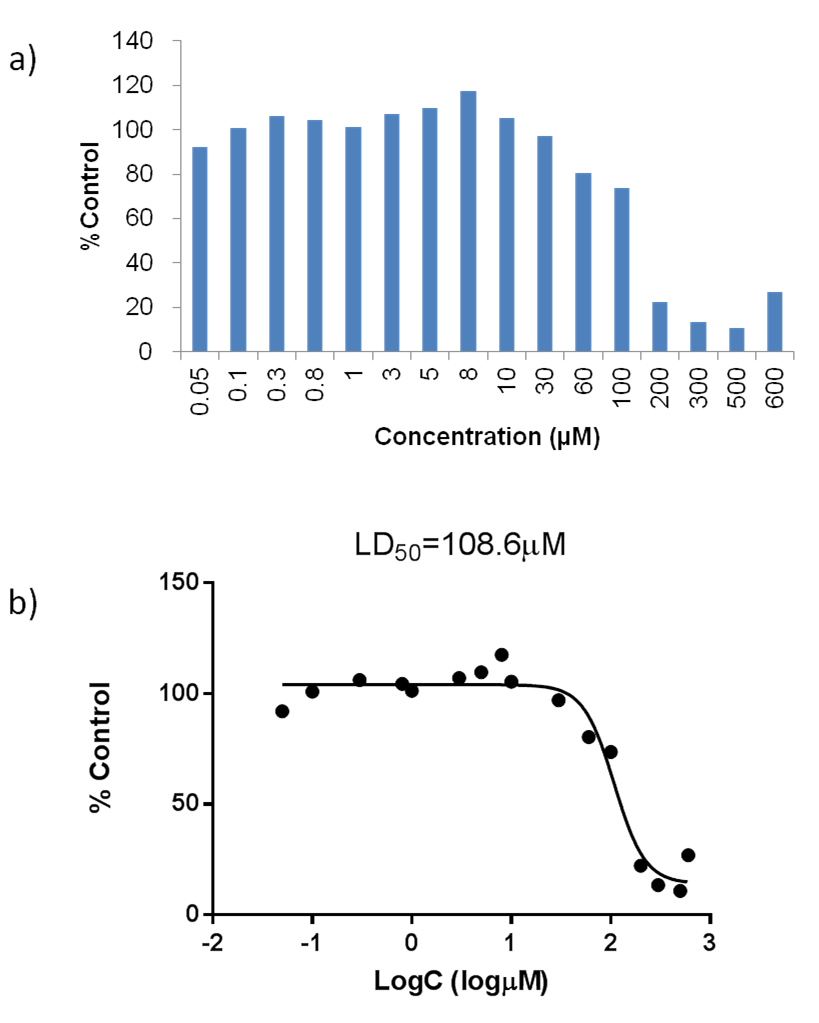 a)
140
120
100
80
60
40
20
0
% Control
0.05 0.1 0.3 0.8 1 3 5 8 10 30 60 100 200 300 500 600
Concentration (µM)
LD50=108.6µM
b)
150
100
50
0
% Control
-2 -1 0 1 2 3
LogC (logµM)